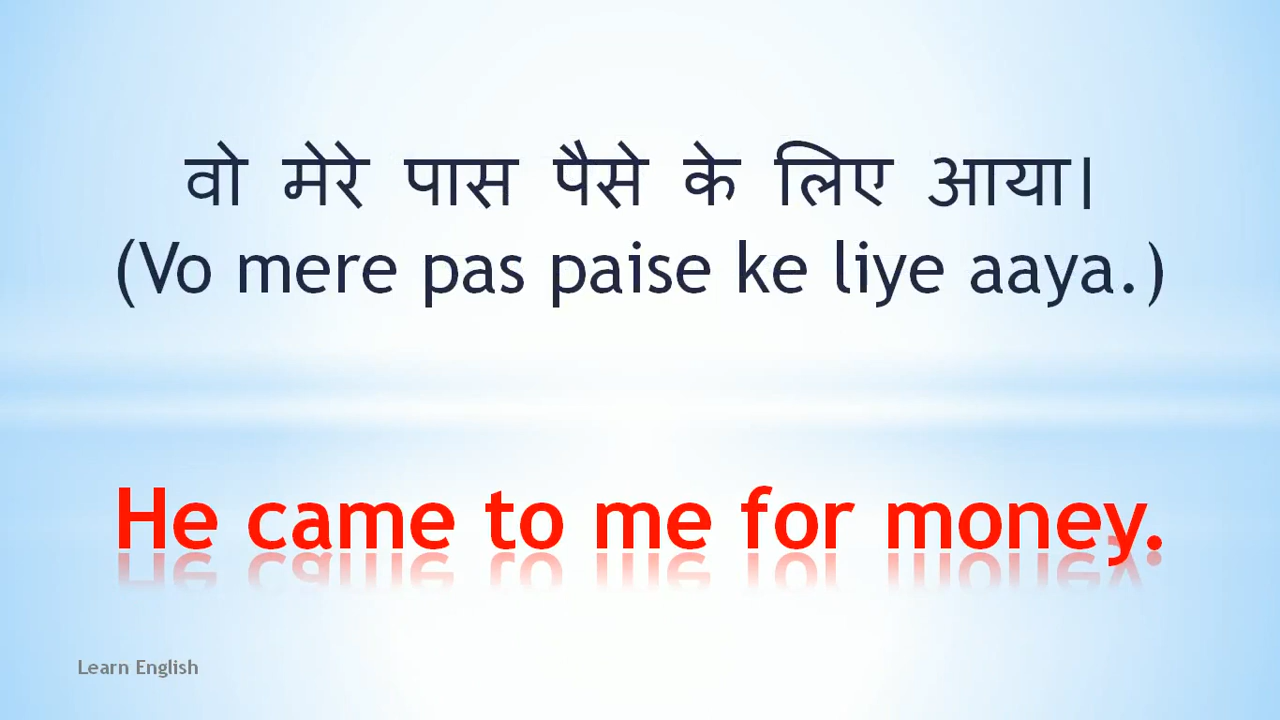 वो मेरे पास पैसे के लिए आया।
(Vo mere pas paise ke liye aaya.)
He came to me for money.
Learn English